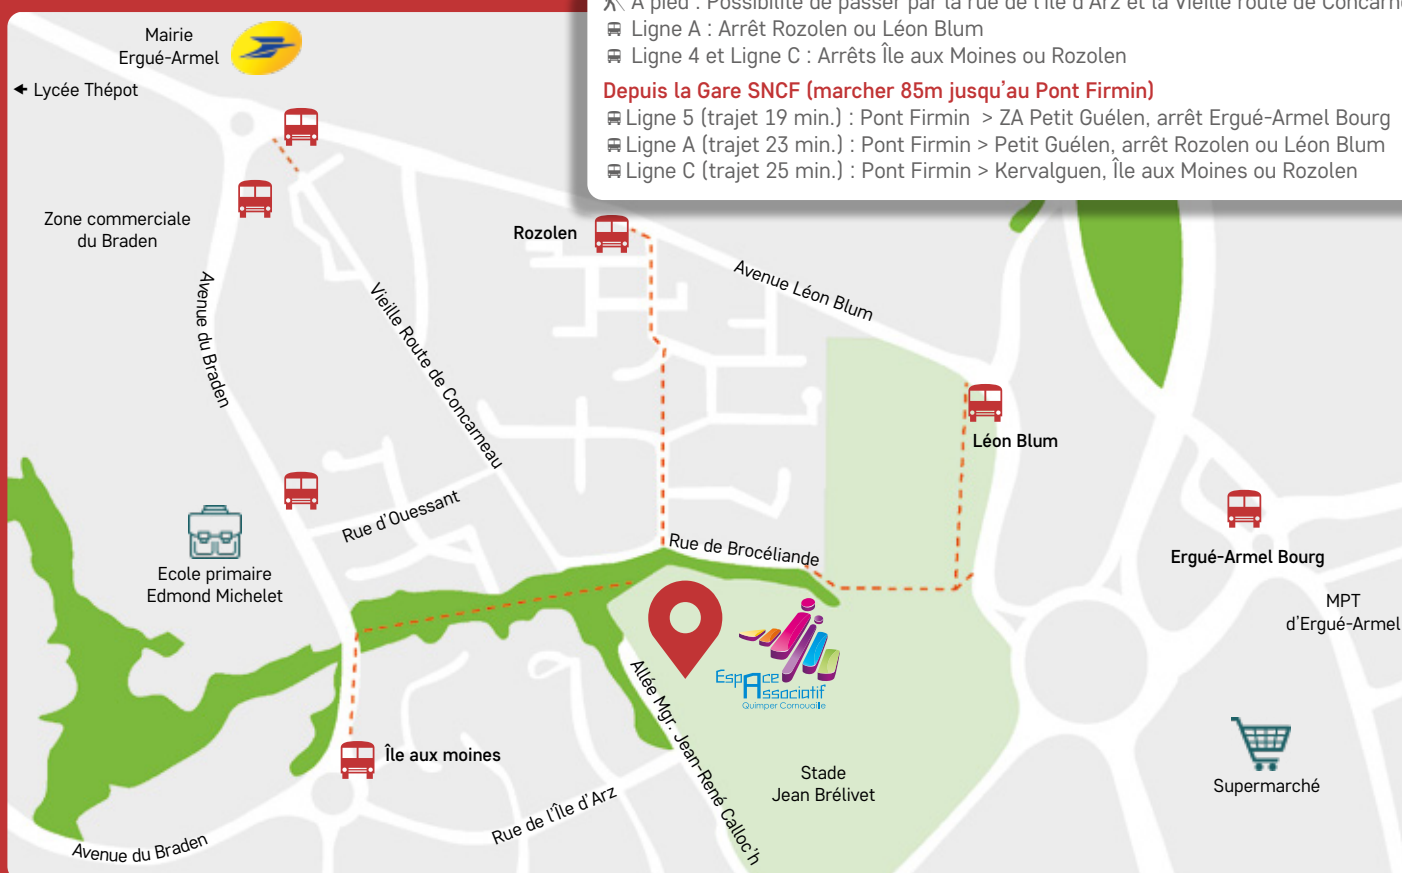 À pied : Possibilité de passer par la rue de l'Île d'Arz et la Vieille route de
Ligne A : Arrêt Rozolen ou Léon Blum
Ligne 4 et Ligne C : Arrêts Île aux Moines ou Rozolen
Depuis la Gare SNCF (marcher 85m jusqu'au Pont Firmin)
Ligne 5 (trajet 19 min.) : Pont Firmin > ZA Petit Guélen, arrêt Ergué-Armel Bourg
Ligne A (trajet 23 min.) : Pont Firmin > Petit Guélen, arrêt Rozolen ou Léon Blum
Ligne C (trajet 25 min.) : Pont Firmin > Kervalguen, Île aux Moines ou Rozolen
Mairie
Ergué-Armel
Lycée Thépot
Zone commerciale
du Braden
Rozolen
Avenue Léon Blum
Avenue du Braden
Vieille Route de Concarneau
Léon Blum
Rue d'Ouessant
Ecole primaire
Edmond Michelet
Rue de Brocéliande
Ergué-Armel Bourg
MPT
d'Ergué-Armel
Espace
Associatif
Quimper Cornouaille
Allée Mgr. Jean-René Calloc'h
Île aux moines
Stade
Jean Brélivet
Supermarché
Rue de l'Île d'Arz
Avenue du Braden